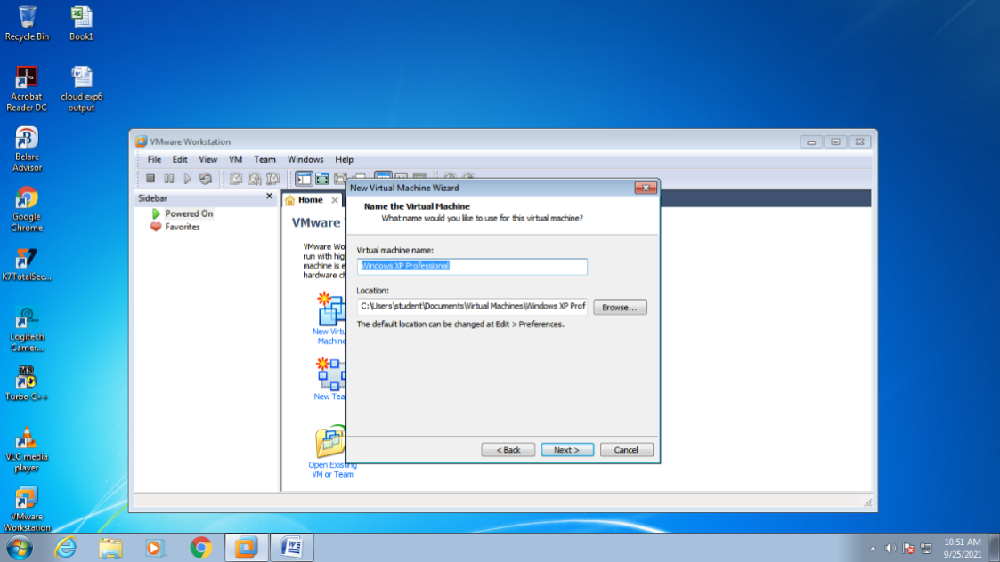 Recycle Bin
Book1
Acrobat
Reader DC
cloud exp6
output
Belarc
Advisor
Google
Chrome
K7TotalSec...
Logitech
Camer...
Turbo C++
VLC media
player
VMware
Workstation
VMware Workstation
File Edit View VM Team Windows Help
Sidebar
Powered On
Favorites
Home
VMware
VMware Wo
run with hig
machine is e
hardware
New Virtu
Machine
New Tea
Open Existing
VM or Team
New Virtual Machine Wizard
Name the Virtual Machine
What name would you like to use for this virtual machine?
Virtual machine name:
Windows XP Professional
Location:
C:\Users\student\Documents\Virtual Machines\Windows XP Prof
Browse...
The default location can be changed at Edit > Preferences.
< Back Next > Cancel
10:51 AM
9/25/2021